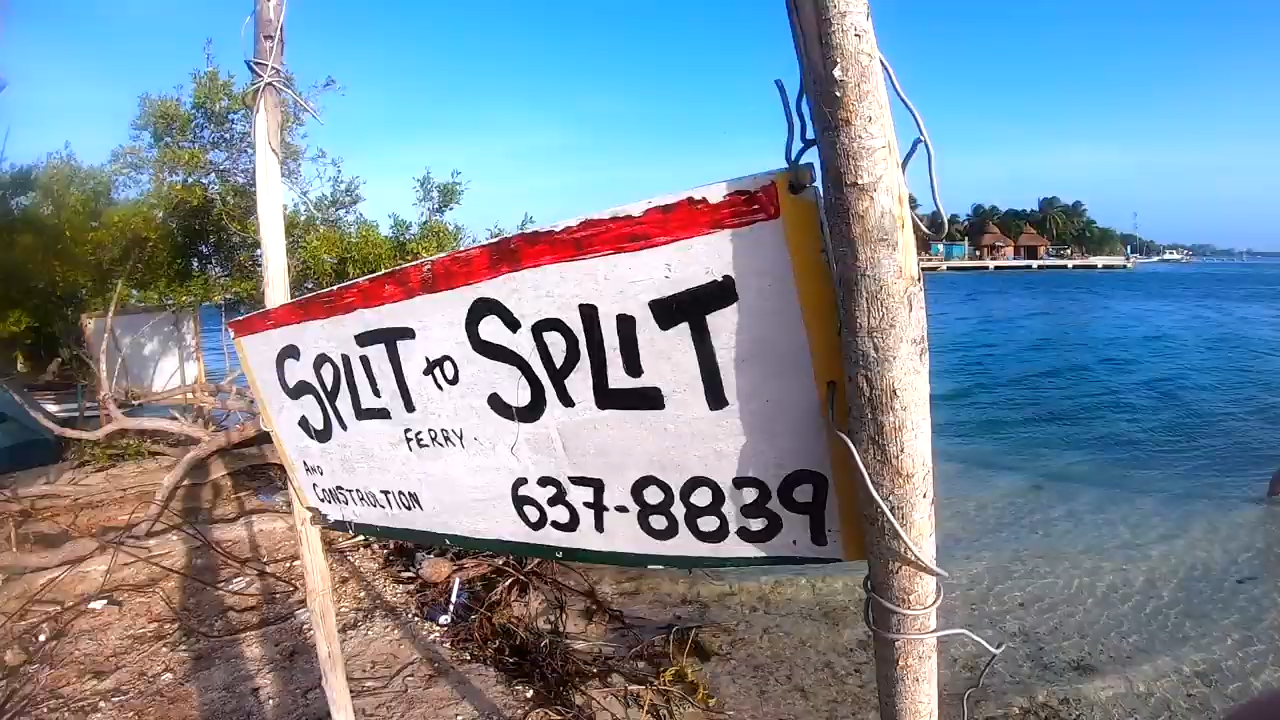 SPLIT to SPLIT
FERRY
AND
CONSTRUCTION
637-8839